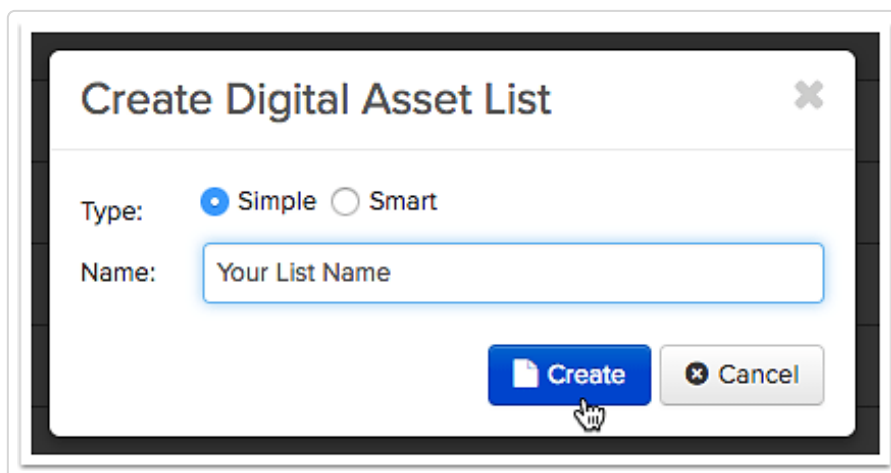 Create Digital Asset List
Type: Simple Smart
Name: Your List Name
Create Cancel